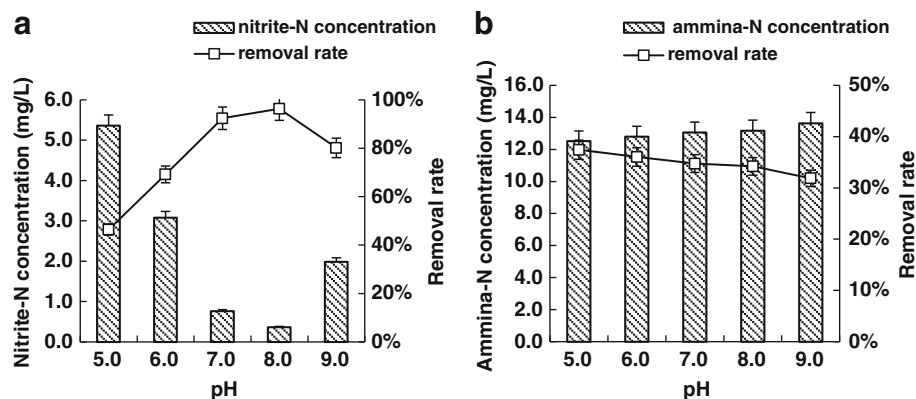 a
nitrite-N concentration
removal rate
Nitrite-N concentration (mg/L)
6.0
5.0
4.0
3.0
2.0
1.0
0.0
100%
80%
60%
40%
20%
0%
Removal rate
5.0 6.0 7.0 8.0 9.0
pH
b
ammina-N concentration
removal rate
Ammina-N concentration (mg/L)
16.0
14.0
12.0
10.0
8.0
6.0
4.0
2.0
0.0
50%
40%
30%
20%
10%
0%
Removal rate
5.0 6.0 7.0 8.0 9.0
pH